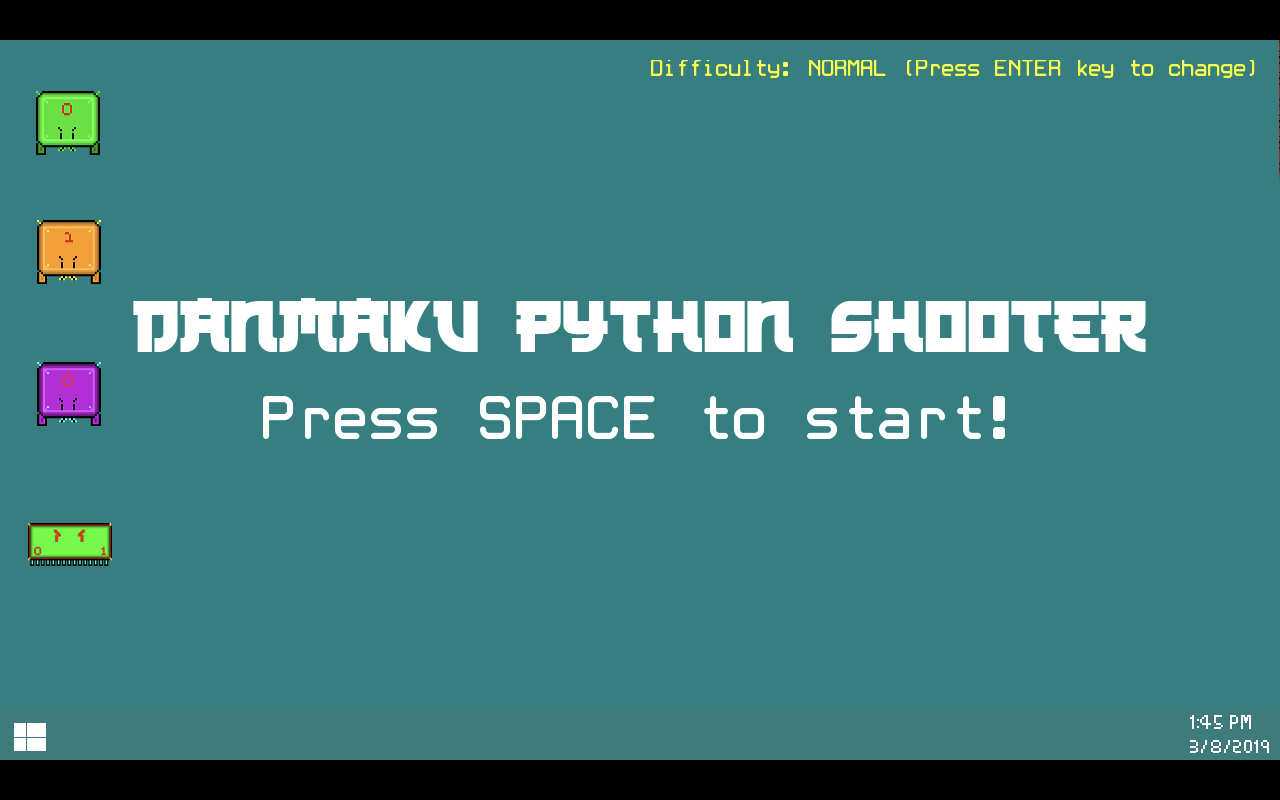 Difficulty: NORMAL (Press ENTER key to change)
0
1
DANMAKU PYTHON SHOOTER
0
Press SPACE to start!
0 1
1:45 PM
3/8/2019